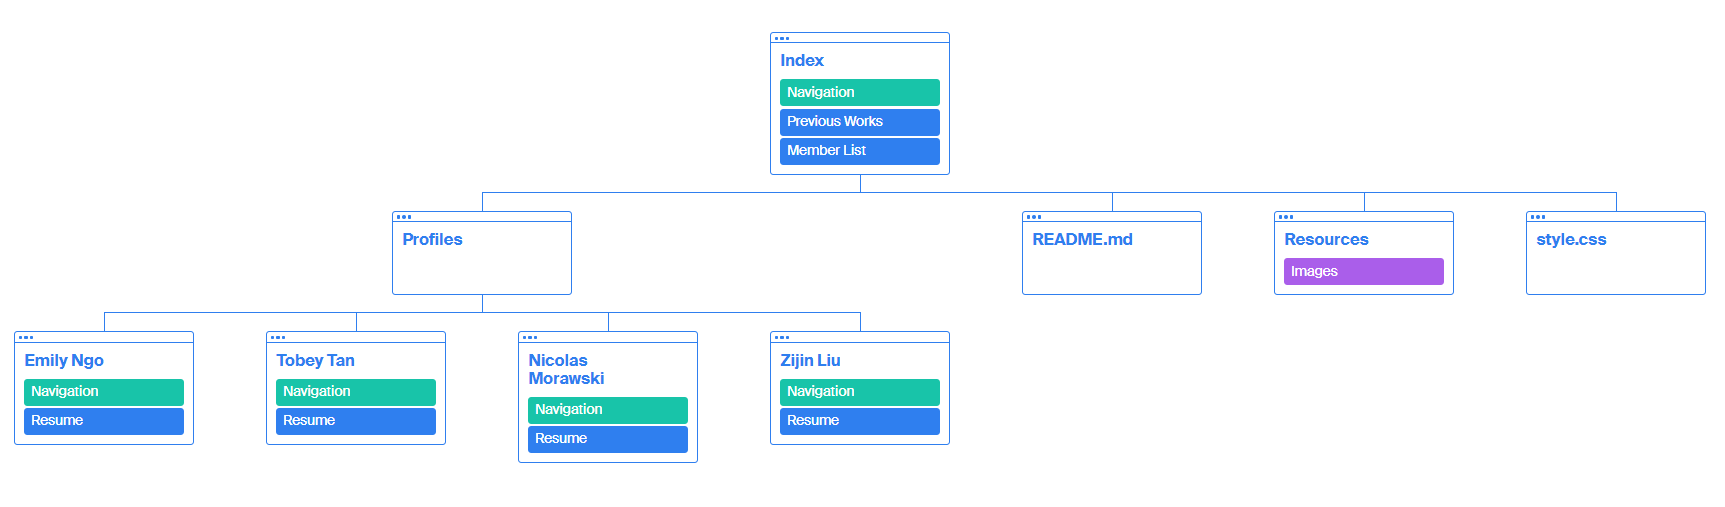 Index
Navigation
Previous Works
Member List
Profiles
README.md
Resources
Images
style.css
Emily Ngo
Navigation
Resume
Tobey Tan
Navigation
Resume
Nicolas
Morawski
Navigation
Resume
Zijin Liu
Navigation
Resume